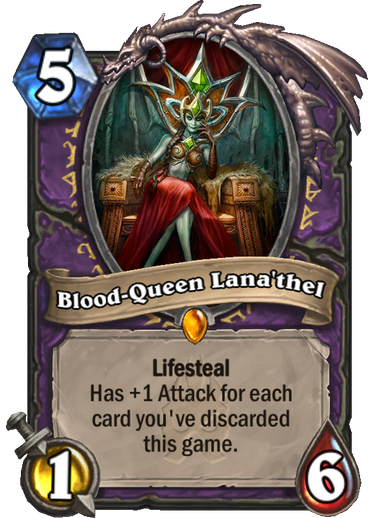 5
Blood-Queen Lana'thel
Lifesteal
Has +1 Attack for each
card you've discarded
this game.
1
6